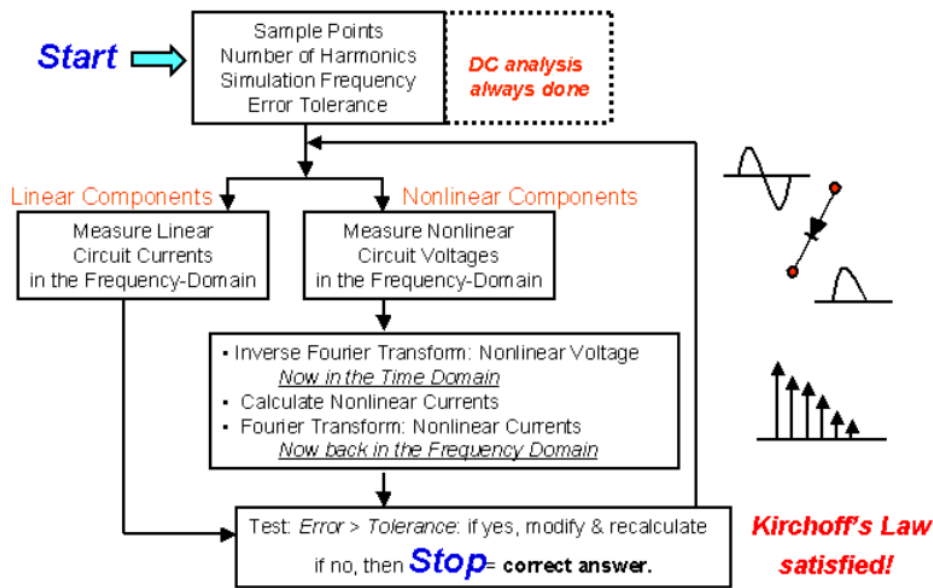 Start
Sample Points
Number of Harmonics
Simulation Frequency
Error Tolerance
DC analysis
always done
Linear Components
Nonlinear Components
Measure Linear
Circuit Currents
in the Frequency-Domain
Measure Nonlinear
Circuit Voltages
in the Frequency-Domain
• Inverse Fourier Transform: Nonlinear Voltage
Now in the Time Domain
• Calculate Nonlinear Currents
• Fourier Transform: Nonlinear Currents
Now back in the Frequency Domain
Test: Error > Tolerance: if yes, modify & recalculate
if no, then Stop= correct answer.
Kirchoff's Law
satisfied!